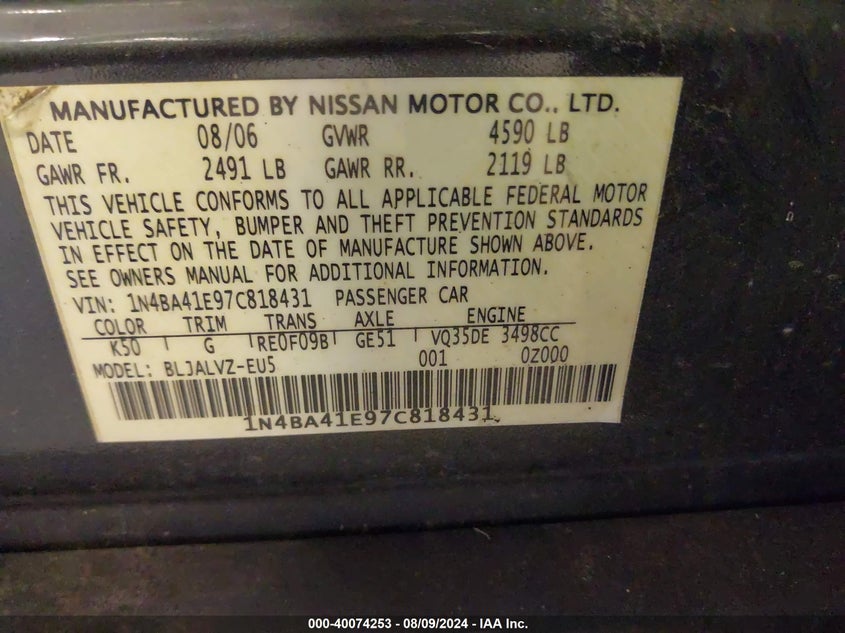 MANUFACTURED BY NISSAN MOTOR CO., LTD.
DATE 08/06 GVWR 4590 LB
GAWR FR. 2491 LB GAWR RR. 2119 LB
THIS VEHICLE CONFORMS TO ALL APPLICABLE FEDERAL MOTOR
VEHICLE SAFETY, BUMPER AND THEFT PREVENTION STANDARDS
IN EFFECT ON THE DATE OF MANUFACTURE SHOWN ABOVE.
SEE OWNERS MANUAL FOR ADDITIONAL INFORMATION.
VIN: 1N4BA41E97C818431 PASSENGER CAR
COLOR TRIM TRANS AXLE ENGINE
K50 G RE0F09B GE51 VQ35DE 3498CC
MODEL: BLJALVZ-EU5 001 0Z000
1N4BA41E97C818431
000-40074253 - 08/09/2024 - IAA Inc.